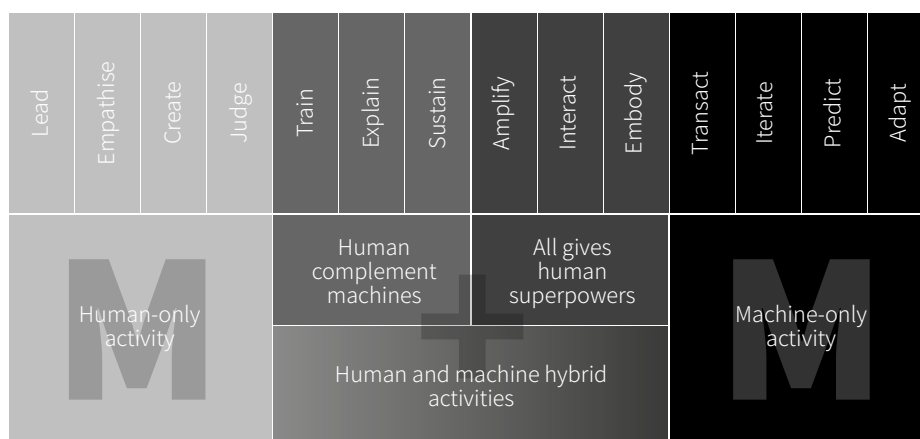 Lead
Empathise
Create
Judge
Train
Explain
Sustain
Amplify
Interact
Embody
Transact
Iterate
Predict
Adapt
M
Human-only
activity
Human
complement
machines
+
All gives
human
superpowers
Human and machine hybrid
activities
M
Machine-only
activity